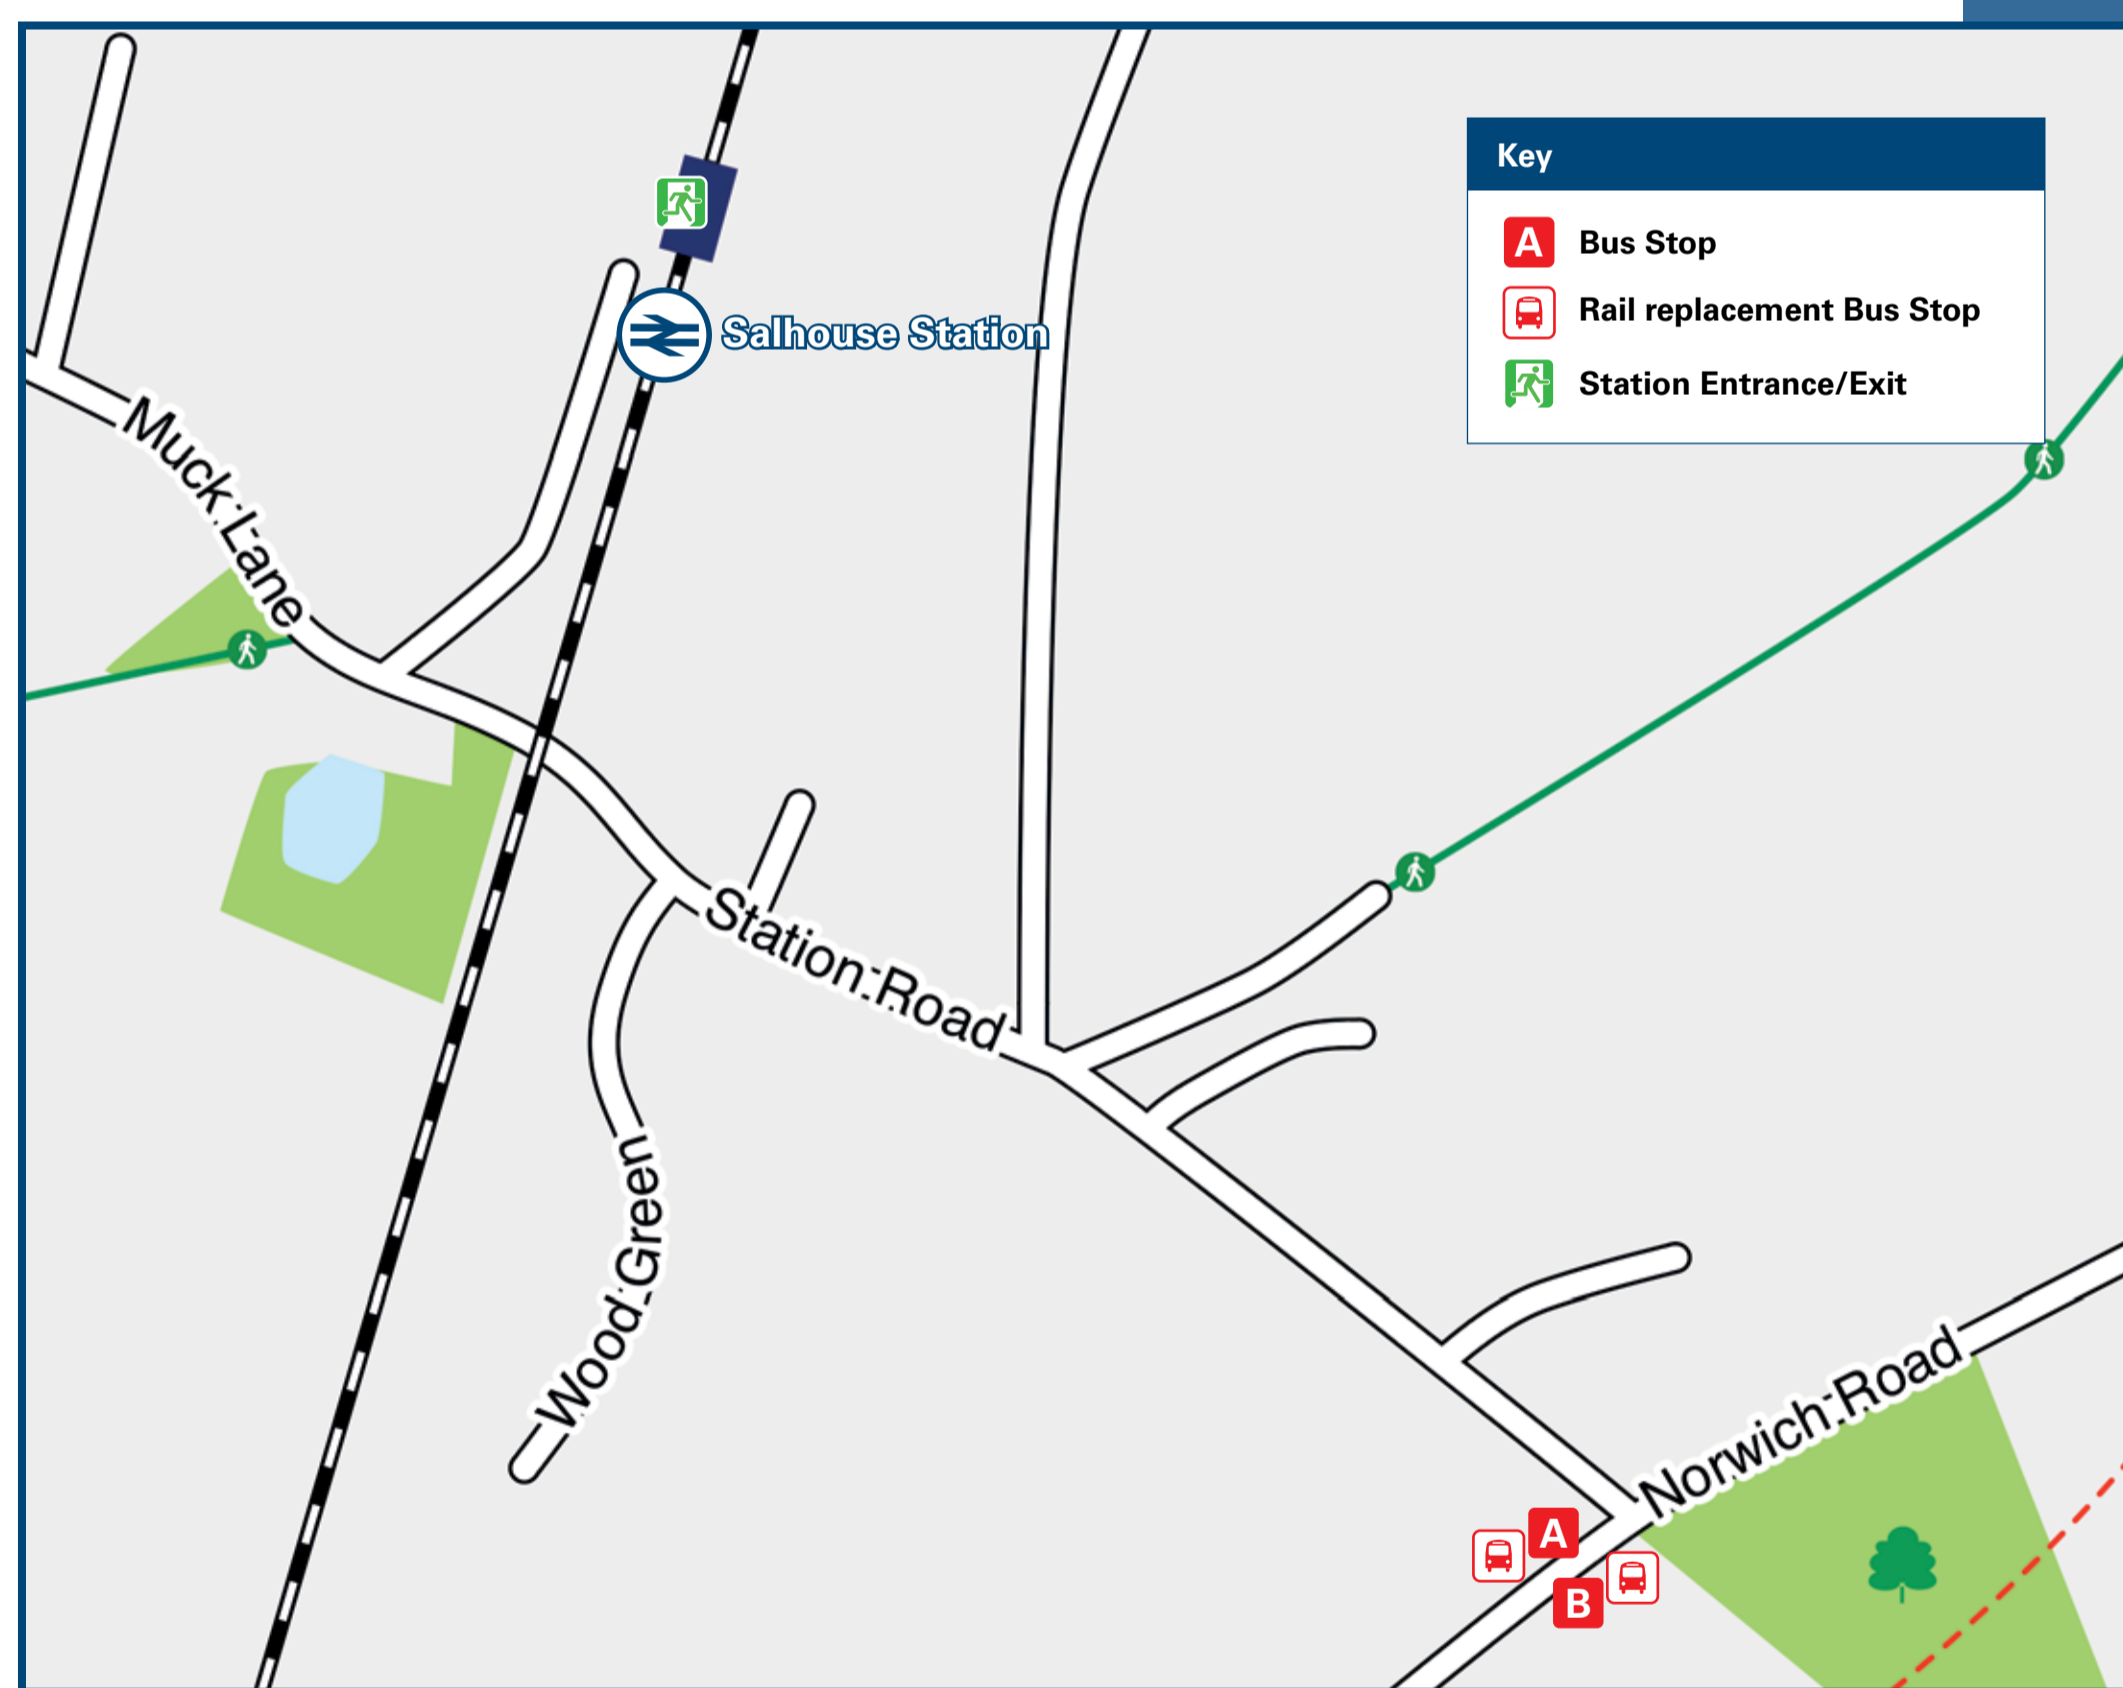 Key
A
Bus Stop
Rail replacement Bus Stop
Station Entrance/Exit
Salhouse Station
Muck Lane
Station Road
Wood Green
Norwich Road
A
B